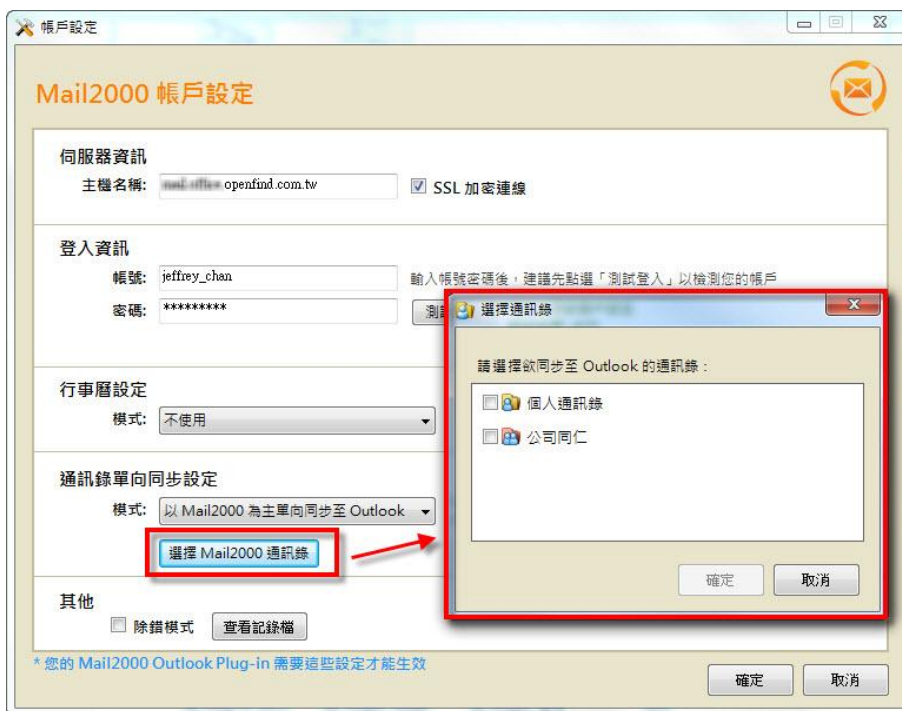 帳戶設定
Mail2000 帳戶設定
伺服器資訊
主機名稱: .openfind.com.tw SSL 加密連線
登入資訊
帳號: jeffrey_chan 輸入帳號密碼後，建議先點選「測試登入」以檢測您的帳戶
密碼: ********* 測
行事曆設定
模式: 不使用
通訊錄單向同步設定
模式: 以 Mail2000 為主單向同步至 Outlook
選擇 Mail2000 通訊錄
其他
除錯模式 查看記錄檔
* 您的 Mail2000 Outlook Plug-in 需要這些設定才能生效
確定 取消
選擇通訊錄
請選擇欲同步至 Outlook 的通訊錄：
個人通訊錄
公司同仁
確定 取消